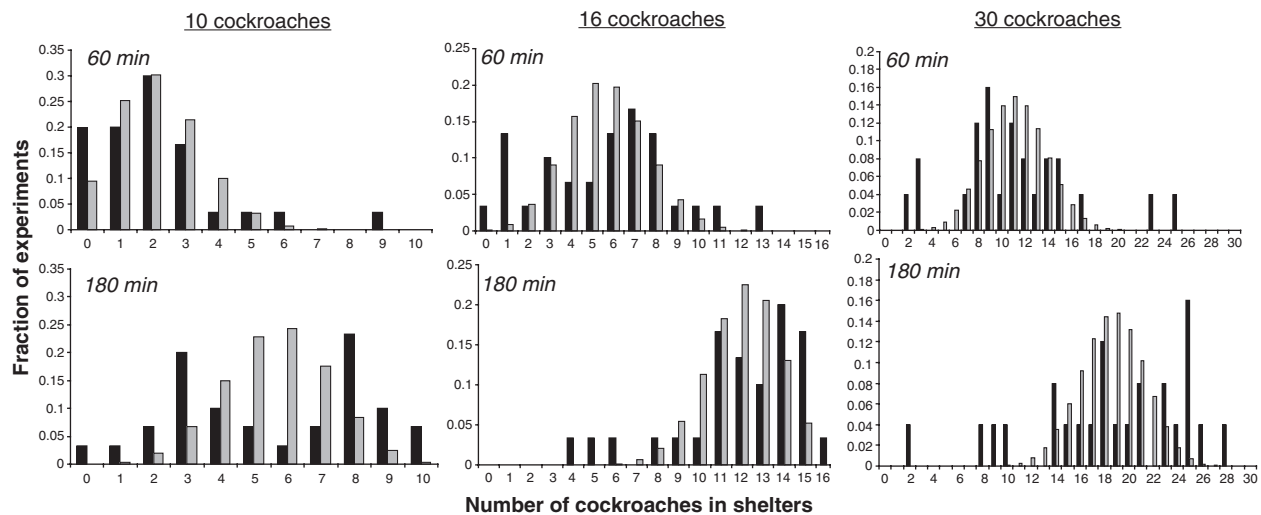 10 cockroaches
16 cockroaches
30 cockroaches
Fraction of experiments
60 min
0.35
0.3
0.25
0.2
0.15
0.1
0.05
0
0 1 2 3 4 5 6 7 8 9 10
60 min
0.25
0.2
0.15
0.1
0.05
0
0 1 2 3 4 5 6 7 8 9 10 11 12 13 14 15 16
60 min
0.2
0.18
0.16
0.14
0.12
0.1
0.08
0.06
0.04
0.02
0
0 2 4 6 8 10 12 14 16 18 20 22 24 26 28 30
180 min
0.35
0.3
0.25
0.2
0.15
0.1
0.05
0
0 1 2 3 4 5 6 7 8 9 10
180 min
0.25
0.2
0.15
0.1
0.05
0
0 1 2 3 4 5 6 7 8 9 10 11 12 13 14 15 16
180 min
0.2
0.18
0.16
0.14
0.12
0.1
0.08
0.06
0.04
0.02
0
0 2 4 6 8 10 12 14 16 18 20 22 24 26 28 30
Number of cockroaches in shelters